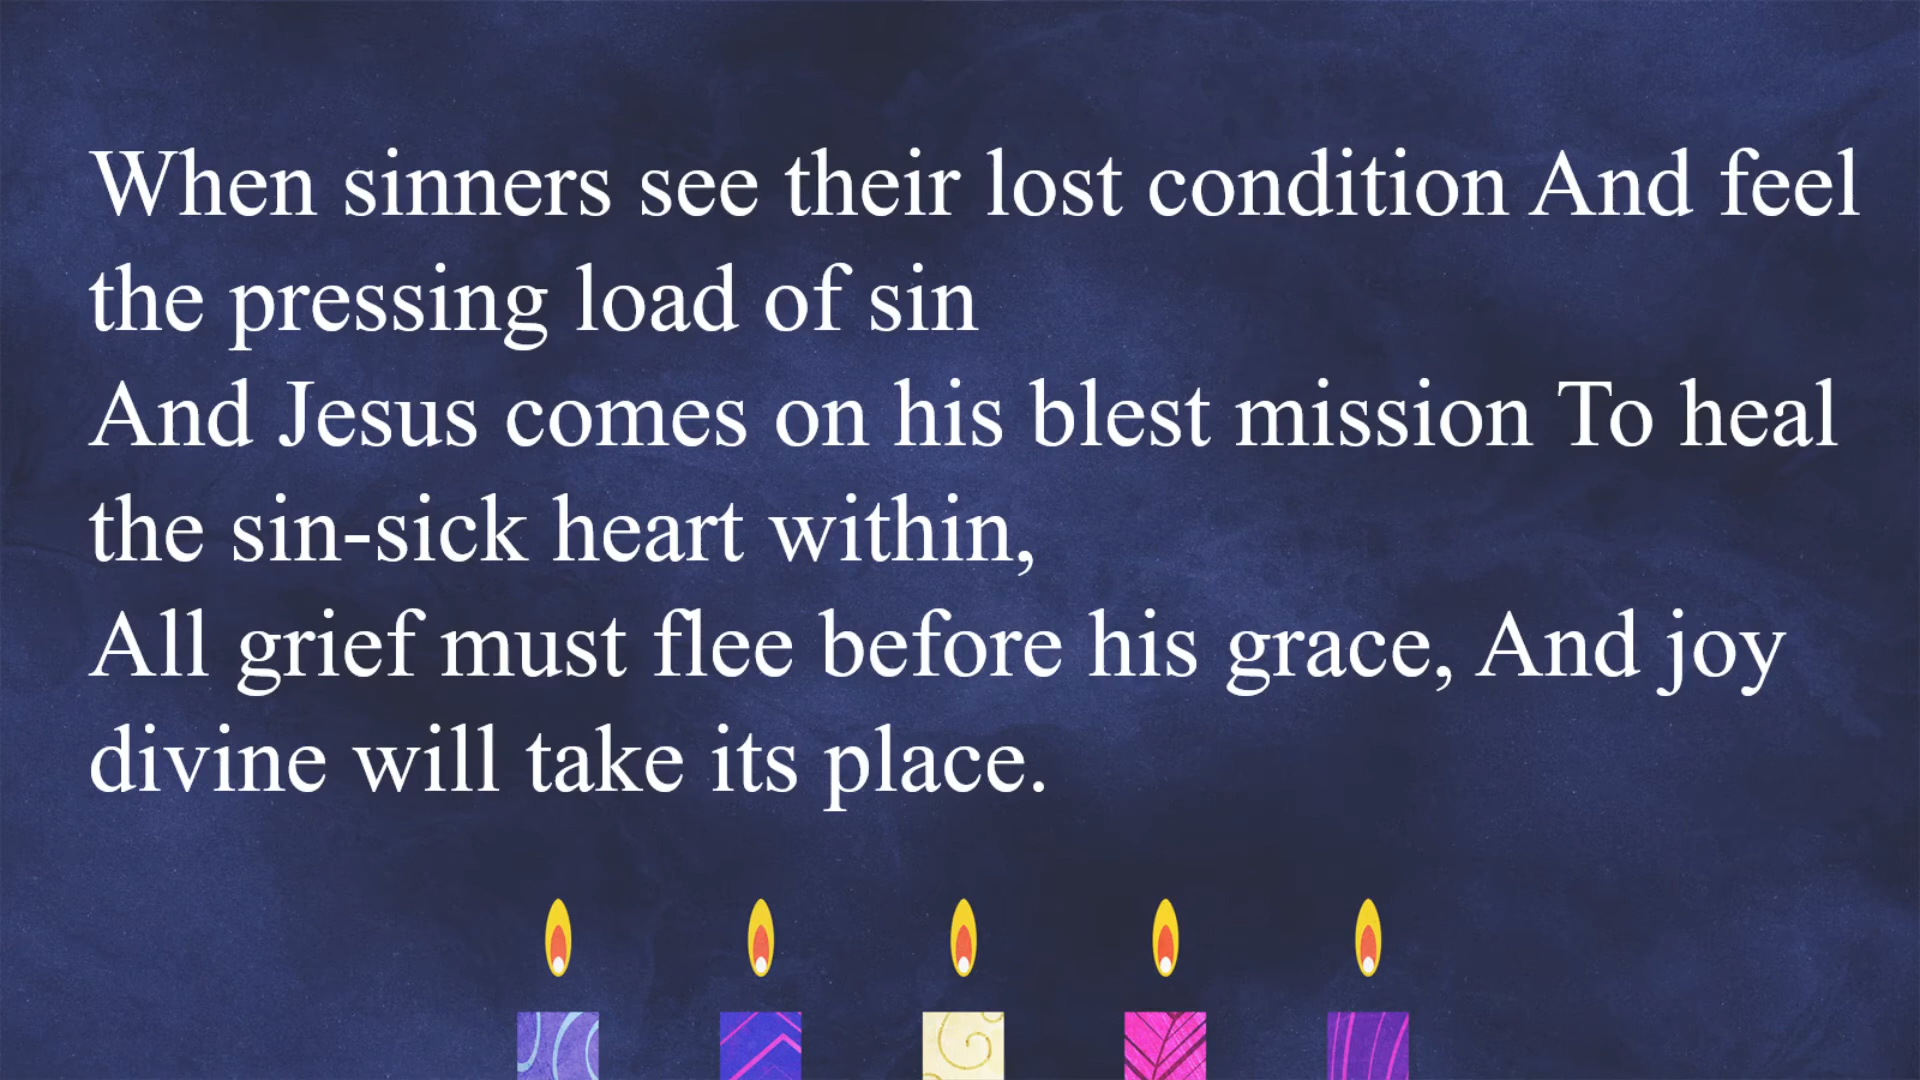 When sinners see their lost condition And feel
the pressing load of sin
And Jesus comes on his blest mission To heal
the sin-sick heart within,
All grief must flee before his grace, And joy
divine will take its place.